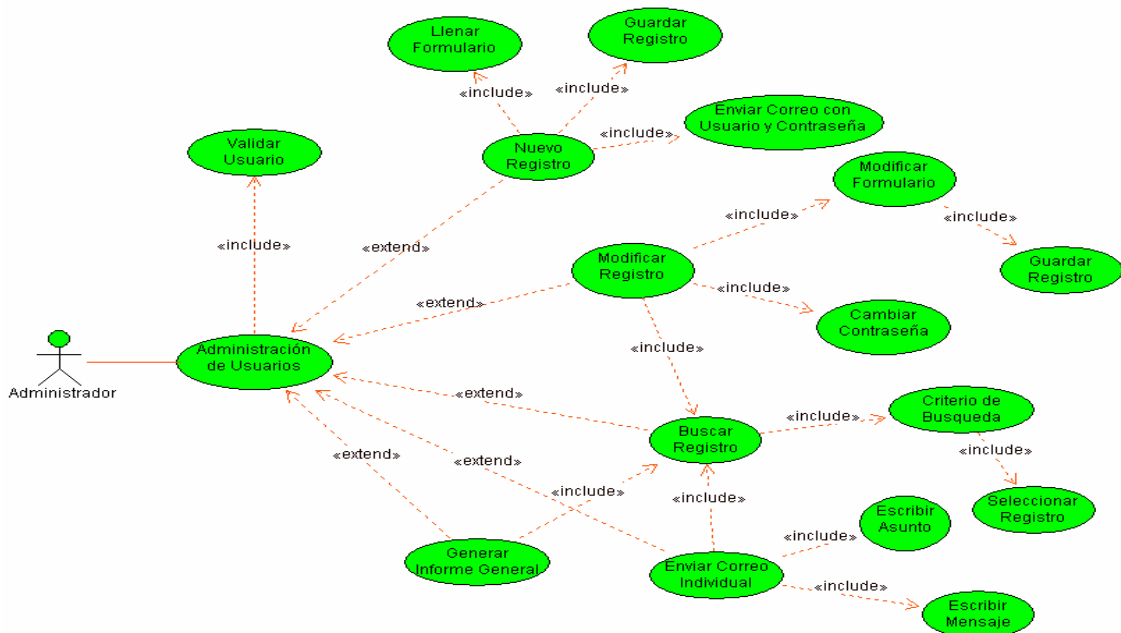 Llenar
Formulario
Guardar
Registro
«include»
«include»
Enviar Correo con
Usuario y Contraseña
«include»
Validar
Usuario
Nuevo
Registro
Modificar
Formulario
«include»
«include»
«include»
«extend»
Modificar
Registro
Guardar
Registro
«include»
«extend»
Cambiar
Contraseña
Administración
de Usuarios
«include»
Administrador
«extend»
Criterio de
Busqueda
Buscar
Registro
«include»
«extend»
«extend»
«include»
«include»
«include»
Seleccionar
Registro
Escribir
Asunto
«include»
Generar
Informe General
Enviar Correo
Individual
«include»
Escribir
Mensaje